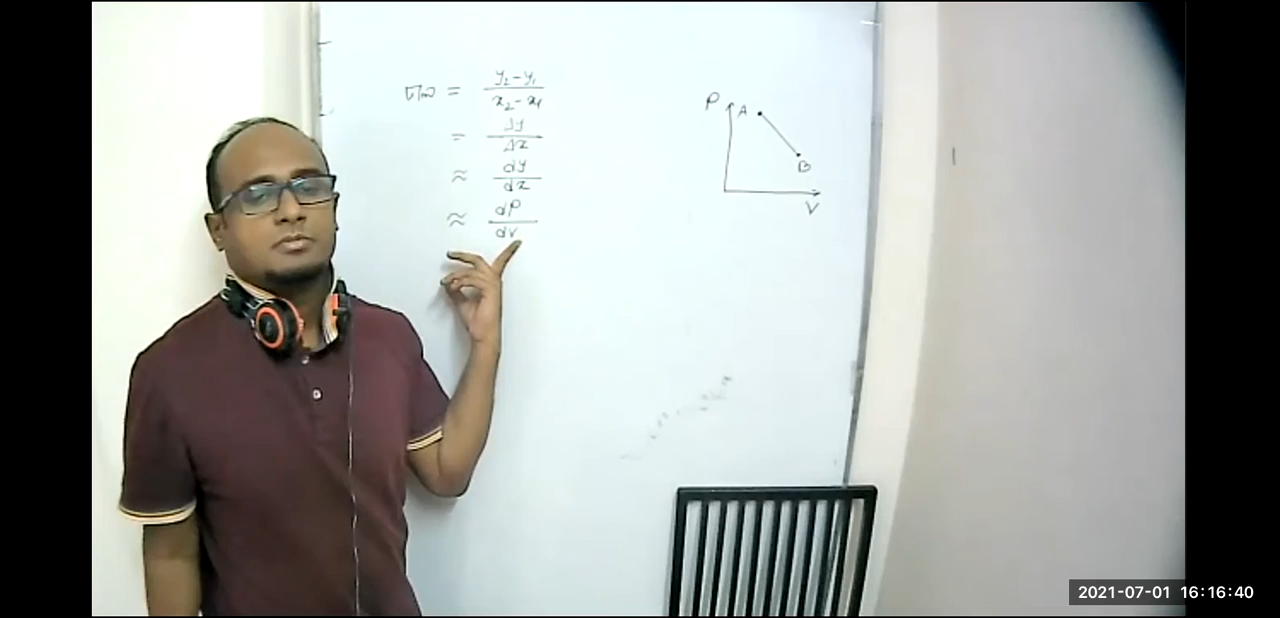 ঢাল = y₂-y₁ / x₂-x₁
= Δy / Δx
≈ dy / dx
≈ dP / dV
P A
B
V
2021-07-01 16:16:40